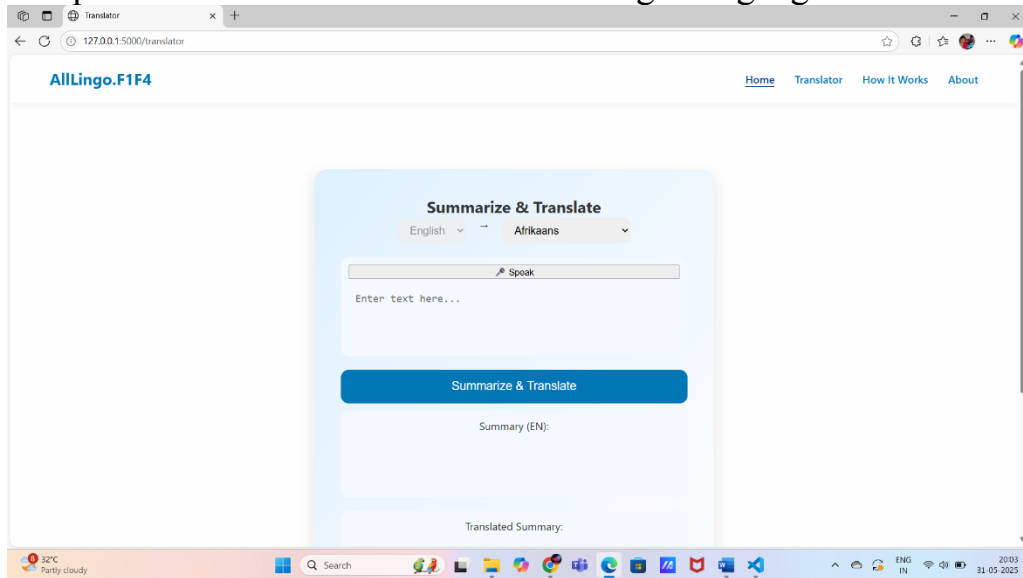 Translator
127.0.0.1:5000/translator
AllLingo.F1F4
Home Translator How It Works About
Summarize & Translate
English → Afrikaans
Speak
Enter text here...
Summarize & Translate
Summary (EN):
Translated Summary:
32°C
Partly cloudy
Search
ENG
IN
20:03
31-05-2025